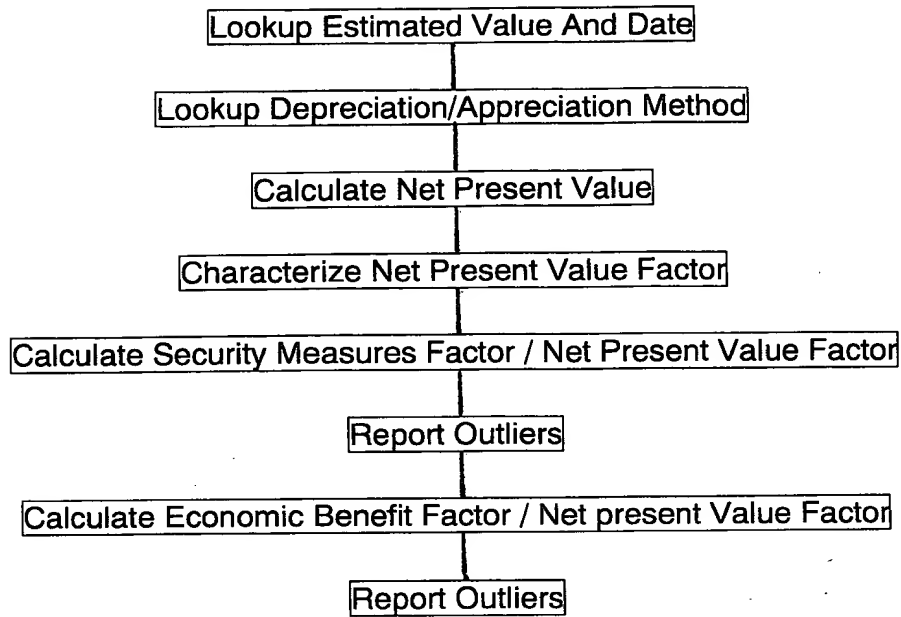 Lookup Estimated Value And Date
Lookup Depreciation/Appreciation Method
Calculate Net Present Value
Characterize Net Present Value Factor
Calculate Security Measures Factor / Net Present Value Factor
Report Outliers
Calculate Economic Benefit Factor / Net present Value Factor
Report Outliers